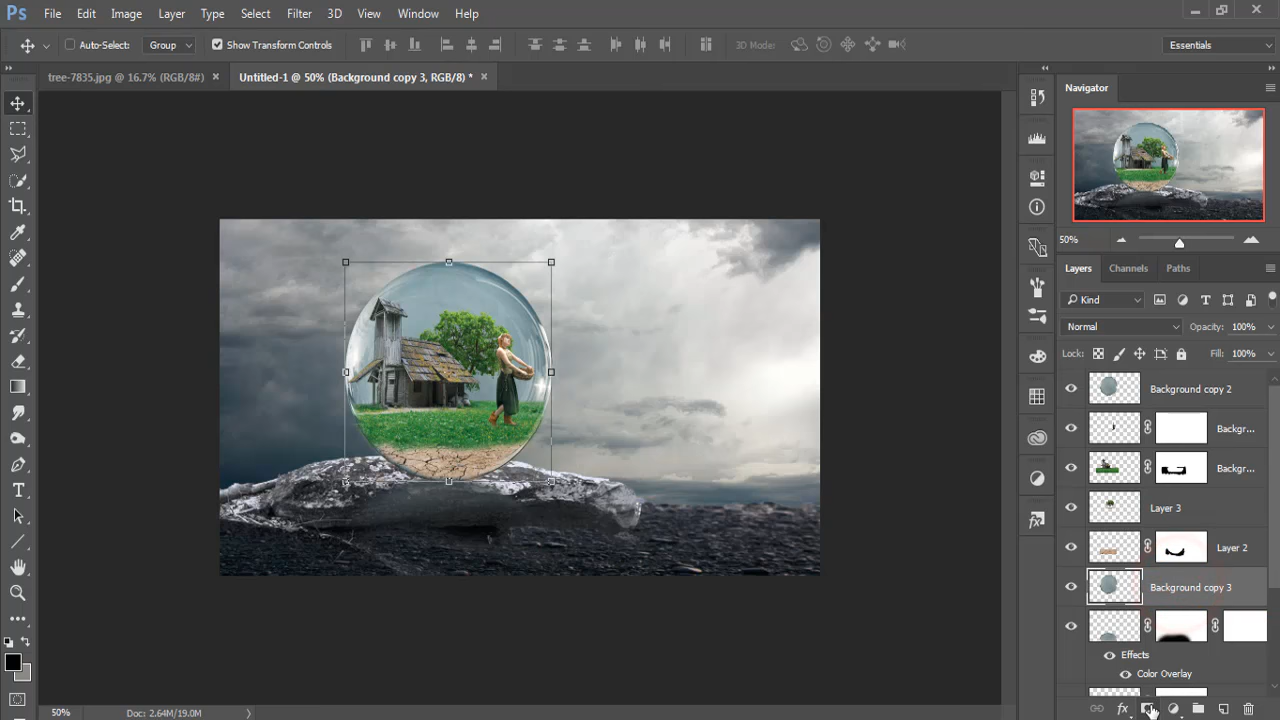 Ps File Edit Image Layer Type Select Filter 3D View Window Help
Auto-Select: Group Show Transform Controls 3D Mode: Essentials
tree-7835.jpg @ 16.7% (RGB/8#) × Untitled-1 @ 50% (Background copy 3, RGB/8) * ×
Navigator
50%
Layers Channels Paths
Kind
Normal Opacity: 100%
Lock: Fill: 100%
Background copy 2
Backgr...
Backgr...
Layer 3
Layer 2
Background copy 3
Effects
Color Overlay
fx
50% Doc: 2.64M/19.0M